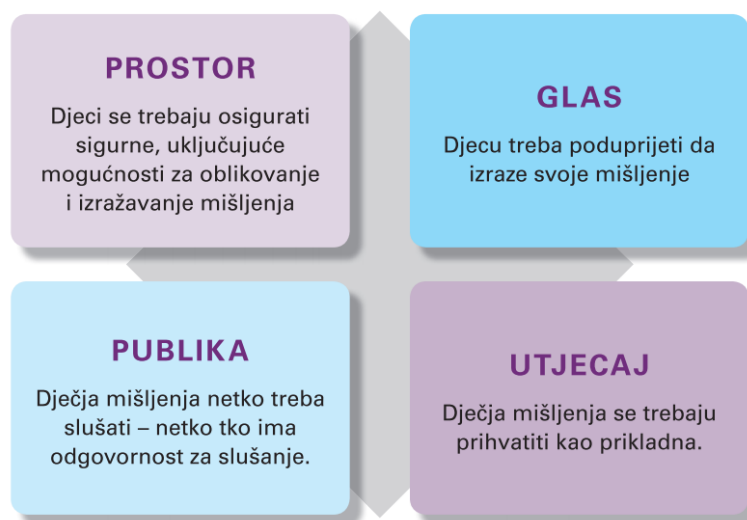 PROSTOR
Djeci se trebaju osigurati
sigurne, uključujuće
mogućnosti za oblikovanje
i izražavanje mišljenja
GLAS
Djecu treba poduprijeti da
izraze svoje mišljenje
PUBLIKA
Dječja mišljenja netko treba
slušati – netko tko ima
odgovornost za slušanje.
UTJECAJ
Dječja mišljenja se trebaju
prihvatiti kao prikladna.